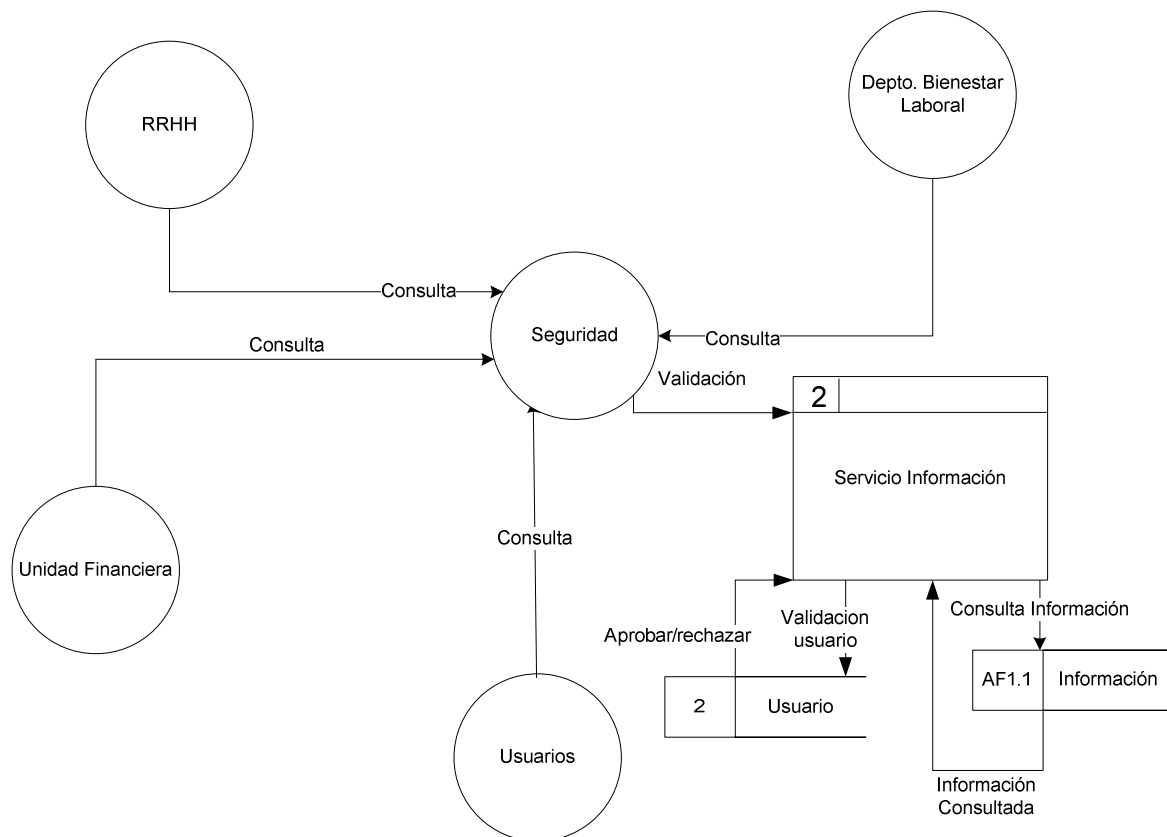 Depto. Bienestar
Laboral
RRHH
Consulta
Seguridad
Consulta
Consulta
Validación
2
Servicio Información
Consulta
Unidad Financiera
Aprobar/rechazar
Validacion
usuario
Consulta Información
2
Usuario
AF1.1
Información
Usuarios
Información
Consultada